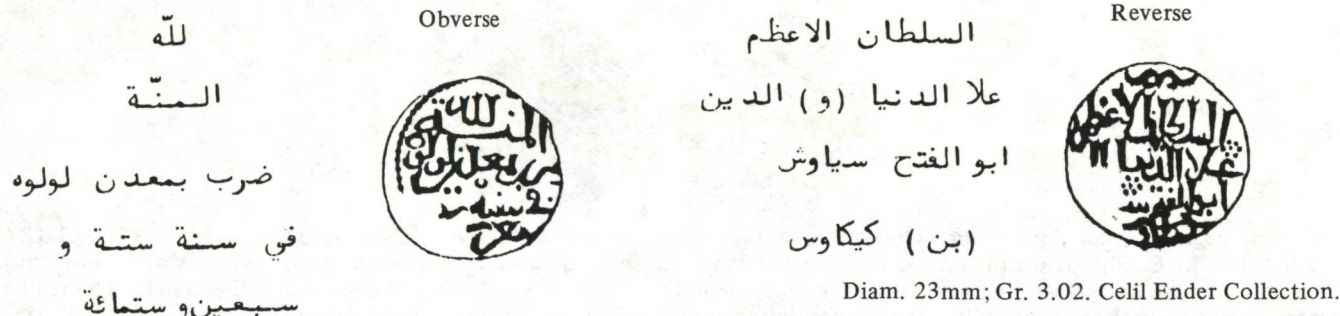 Obverse
للّه
المنّة
ضرب بمعدن لولوه
في سنة ستة و
سبعين و ستمائة
Reverse
السلطان الاعظم
علا الدنيا (و) الدين
ابو الفتح سياوش
(بن) كيكاوس
Diam. 23mm; Gr. 3.02. Celil Ender Collection.